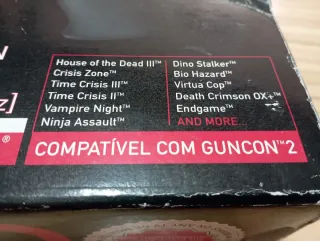 N
z]
®
House of the Dead III™
Crisis Zone™
Time Crisis III™
Time Crisis II™
Vampire Night™
Ninja Assault™
Dino Stalker™
Bio Hazard™
Virtua Cop™
Death Crimson OX+™
Endgame™
AND MORE...
COMPATÍVEL COM GUNCON™2